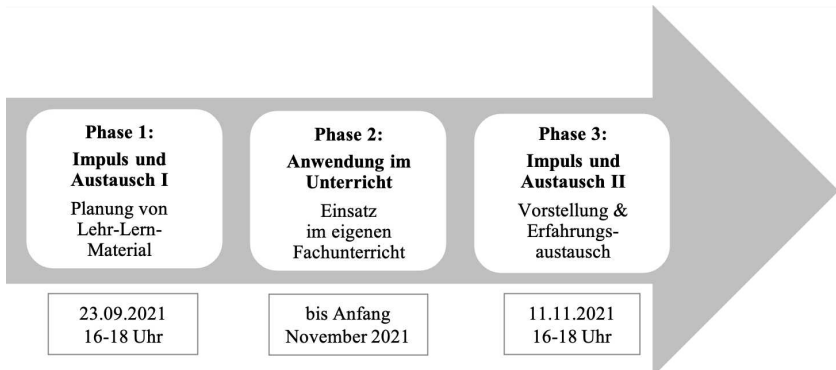 Phase 1:
Impuls und
Austausch I
Planung von
Lehr-Lern-
Material
Phase 2:
Anwendung im
Unterricht
Einsatz
im eigenen
Fachunterricht
Phase 3:
Impuls und
Austausch II
Vorstellung &
Erfahrungs-
austausch
23.09.2021
16-18 Uhr
bis Anfang
November 2021
11.11.2021
16-18 Uhr